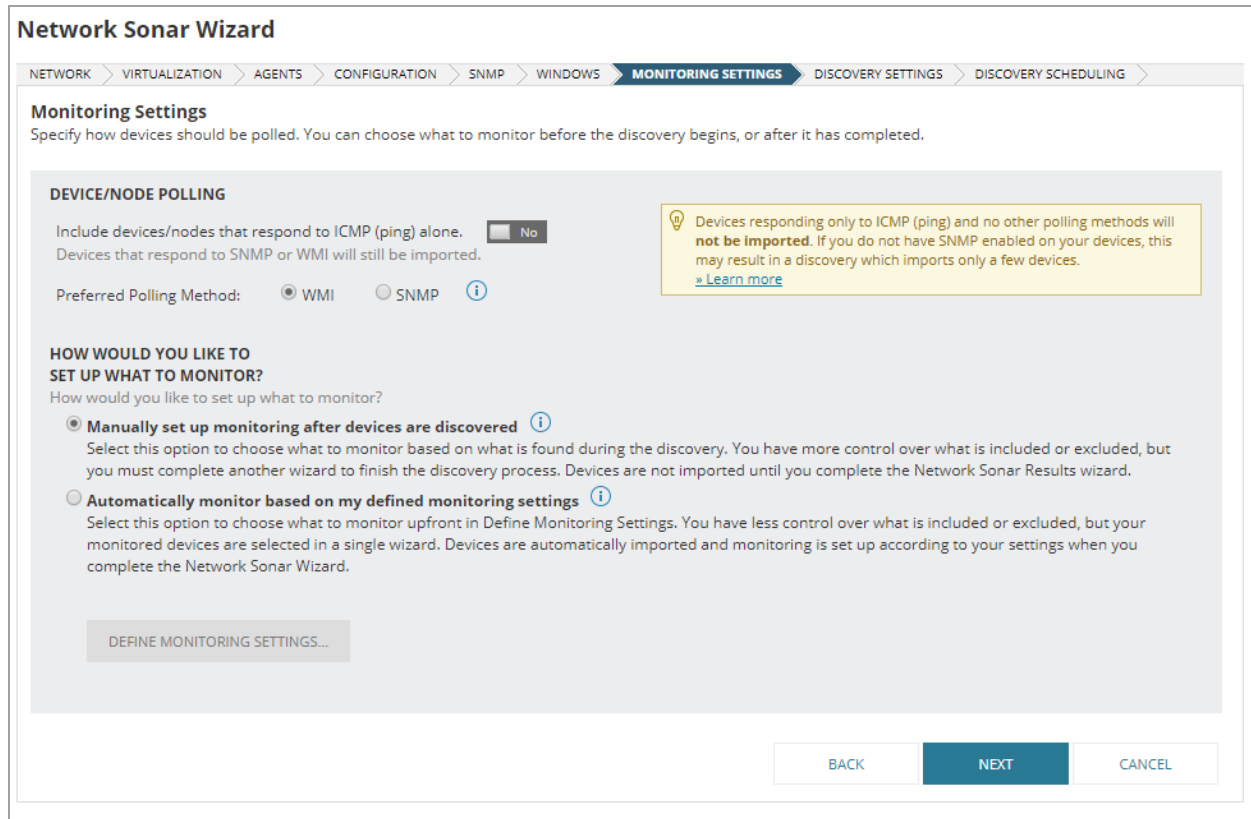 Network Sonar Wizard
NETWORK VIRTUALIZATION AGENTS CONFIGURATION SNMP WINDOWS MONITORING SETTINGS DISCOVERY SETTINGS DISCOVERY SCHEDULING
Monitoring Settings
Specify how devices should be polled. You can choose what to monitor before the discovery begins, or after it has completed.
DEVICE/NODE POLLING
Include devices/nodes that respond to ICMP (ping) alone. No
Devices that respond to SNMP or WMI will still be imported.
Preferred Polling Method: WMI SNMP
Devices responding only to ICMP (ping) and no other polling methods will
not be imported. If you do not have SNMP enabled on your devices, this
may result in a discovery which imports only a few devices.
» Learn more
HOW WOULD YOU LIKE TO
SET UP WHAT TO MONITOR?
How would you like to set up what to monitor?
Manually set up monitoring after devices are discovered
Select this option to choose what to monitor based on what is found during the discovery. You have more control over what is included or excluded, but
you must complete another wizard to finish the discovery process. Devices are not imported until you complete the Network Sonar Results wizard.
Automatically monitor based on my defined monitoring settings
Select this option to choose what to monitor upfront in Define Monitoring Settings. You have less control over what is included or excluded, but your
monitored devices are selected in a single wizard. Devices are automatically imported and monitoring is set up according to your settings when you
complete the Network Sonar Wizard.
DEFINE MONITORING SETTINGS...
BACK NEXT CANCEL